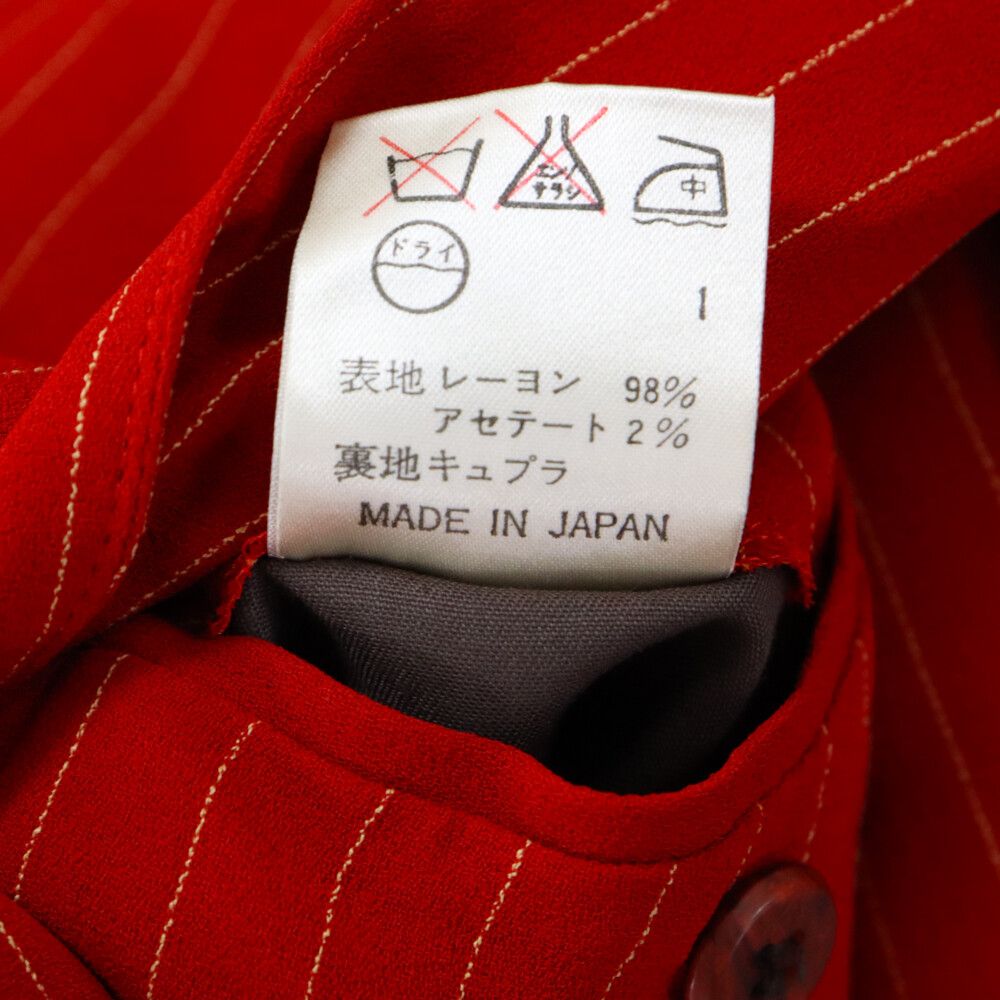 エンソ
サラシ
中
ドライ
1
表地 レーヨン 98%
アセテート 2%
裏地 キュプラ
MADE IN JAPAN